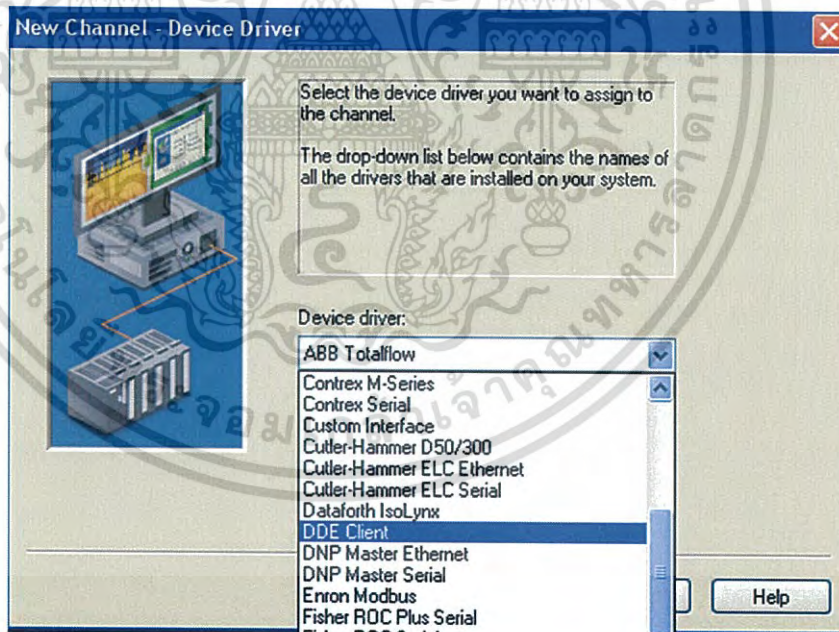 New Channel - Device Driver
Select the device driver you want to assign to
the channel.
The drop-down list below contains the names of
all the drivers that are installed on your system.
Device driver:
ABB Totalflow
Contrex M-Series
Contrex Serial
Custom Interface
Cutler-Hammer D50/300
Cutler-Hammer ELC Ethernet
Cutler-Hammer ELC Serial
Dataforth IsoLynx
DDE Client
DNP Master Ethernet
DNP Master Serial
Enron Modbus
Fisher ROC Plus Serial
Help